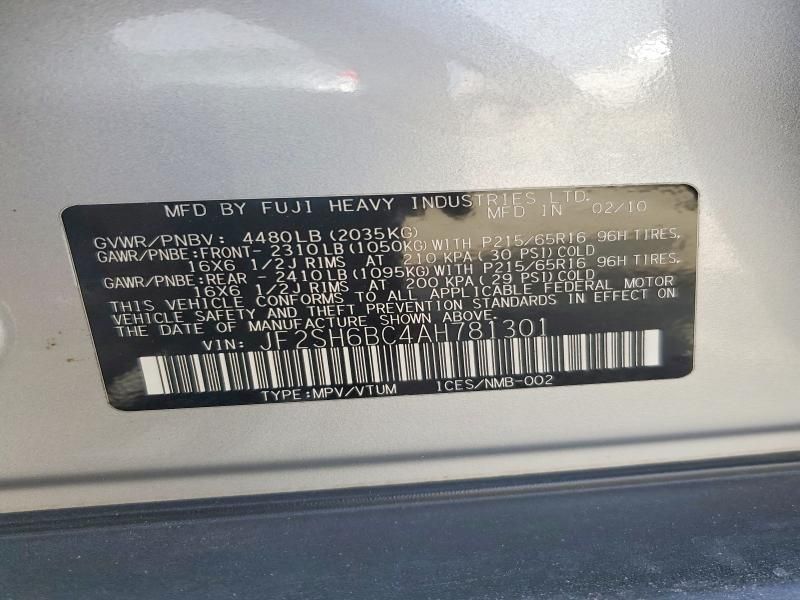 MFD BY FUJI HEAVY INDUSTRIES LTD.
MFD IN 02/10
GVWR/PNBV: 4480LB(2035KG)
GAWR/PNBE:FRONT- 2310LB(1050KG)WITH P215/65R16 96H TIRES,
16X6 1/2J RIMS AT 210 KPA(30 PSI)COLD
GAWR/PNBE:REAR - 2410LB(1095KG)WITH P215/65R16 96H TIRES,
16X6 1/2J RIMS AT 200 KPA(29 PSI)COLD
THIS VEHICLE CONFORMS TO ALL APPLICABLE FEDERAL MOTOR
VEHICLE SAFETY AND THEFT PREVENTION STANDARDS IN EFFECT ON
THE DATE OF MANUFACTURE SHOWN ABOVE.
VIN: JF2SH6BC4AH781301
TYPE:MPV/VTUM 1CES/NMB-002